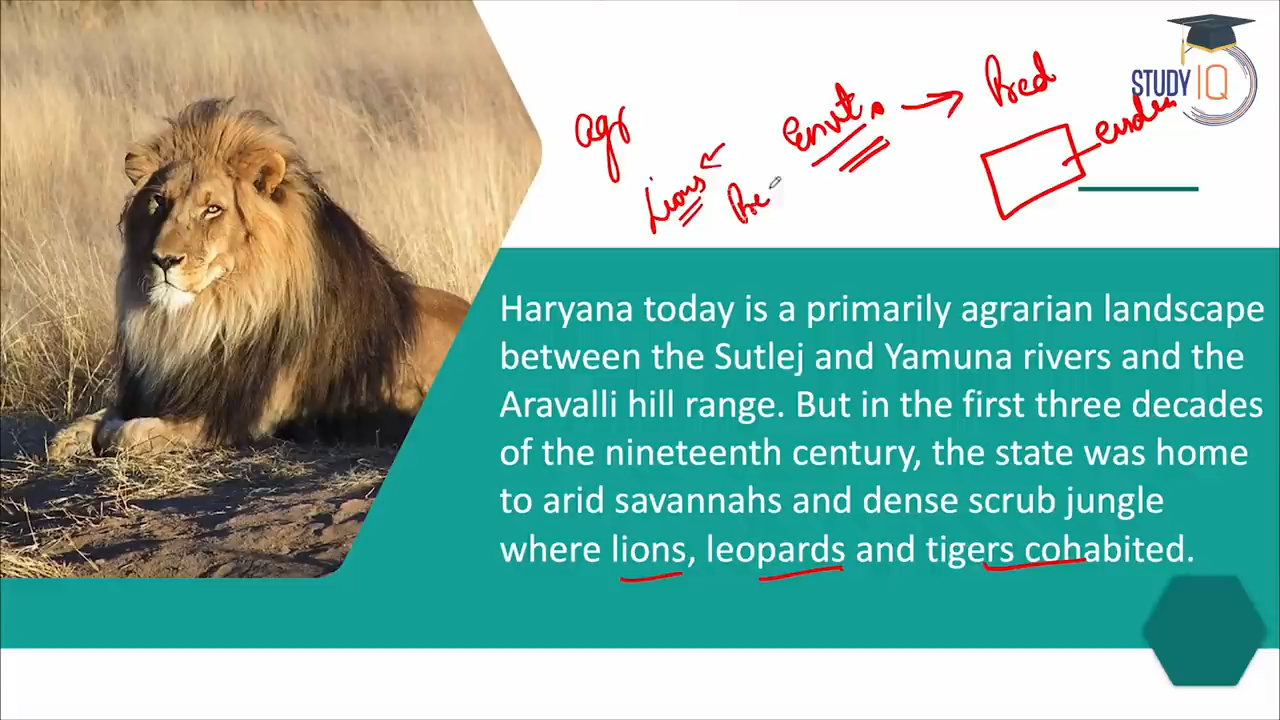 STUDY IQ
agr
Lions
Envt
Pred
Haryana today is a primarily agrarian landscape
between the Sutlej and Yamuna rivers and the
Aravalli hill range. But in the first three decades
of the nineteenth century, the state was home
to arid savannahs and dense scrub jungle
where lions, leopards and tigers cohabited.